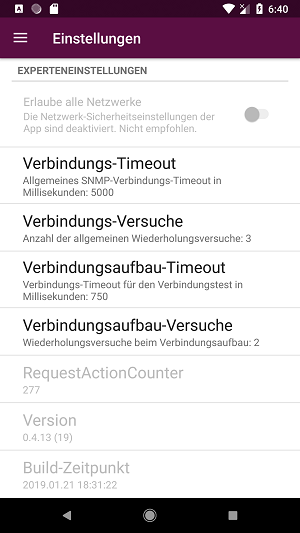 6:40
Einstellungen
EXPERTENEINSTELLUNGEN
Erlaube alle Netzwerke
Die Netzwerk-Sicherheitseinstellungen der
App sind deaktiviert. Nicht empfohlen.
Verbindungs-Timeout
Allgemeines SNMP-Verbindungs-Timeout in
Millisekunden: 5000
Verbindungs-Versuche
Anzahl der allgemeinen Wiederholungsversuche: 3
Verbindungsaufbau-Timeout
Verbindungs-Timeout für den Verbindungstest in
Millisekunden: 750
Verbindungsaufbau-Versuche
Wiederholungsversuche beim Verbindungsaufbau: 2
RequestActionCounter
277
Version
0.4.13 (19)
Build-Zeitpunkt
2019.01.21 18:31:22